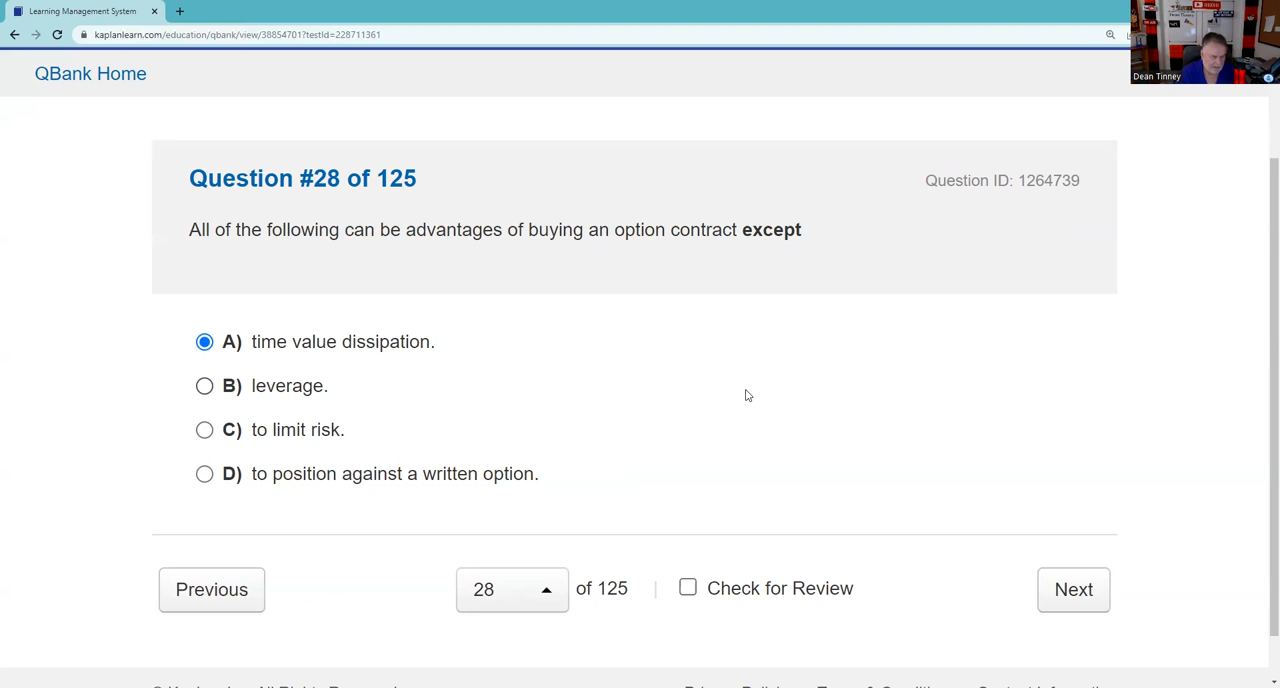 Learning Management System
kaplanlearn.com/education/qbank/view/38854701?testId=228711361
Dean Tinney
QBank Home
Question #28 of 125
Question ID: 1264739
All of the following can be advantages of buying an option contract except
A) time value dissipation.
B) leverage.
C) to limit risk.
D) to position against a written option.
Previous
28
of 125
Check for Review
Next